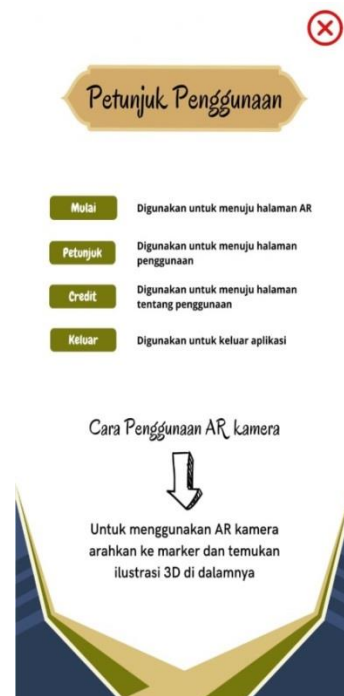 Petunjuk Penggunaan
Mulai
Digunakan untuk menuju halaman AR
Petunjuk
Digunakan untuk menuju halaman
penggunaan
Credit
Digunakan untuk menuju halaman
tentang penggunaan
Keluar
Digunakan untuk keluar aplikasi
Cara Penggunaan AR kamera
Untuk menggunakan AR kamera
arahkan ke marker dan temukan
ilustrasi 3D di dalamnya